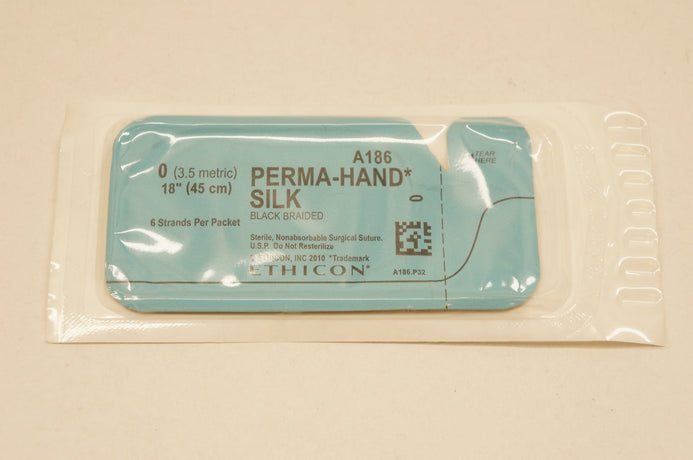 A186
0 (3.5 metric)
18" (45 cm)
PERMA-HAND*
SILK
BLACK BRAIDED
6 Strands Per Packet
Sterile, Nonabsorbable Surgical Suture.
U.S.P. Do Not Resterilize
INC 2010 *Trademark
ETHICON®
0
A186.P32
TEAR
HERE